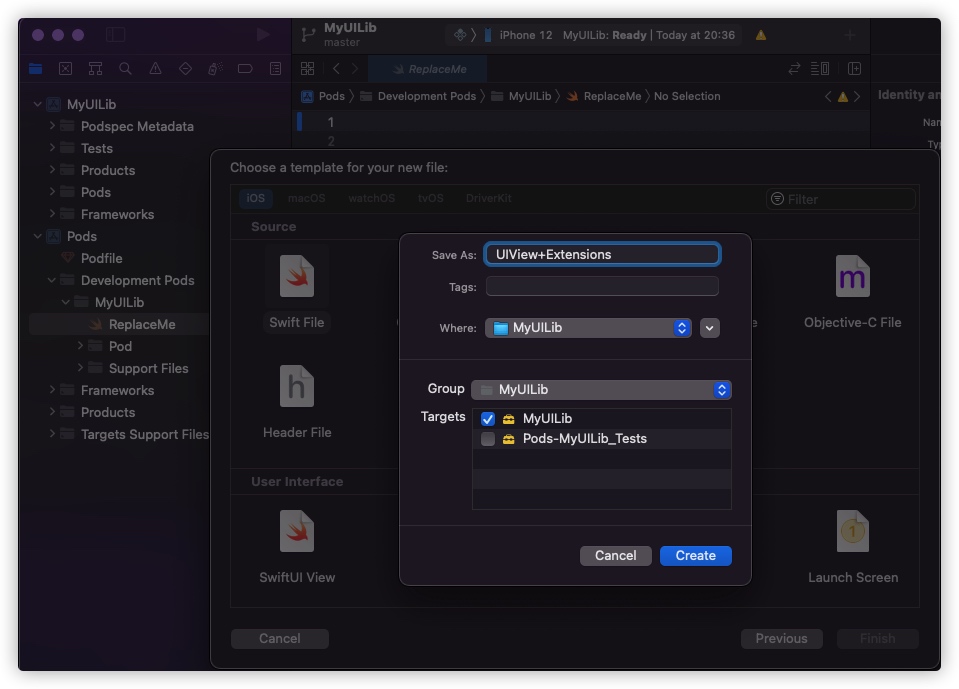 MyUILib
master
iPhone 12 MyUILib: Ready | Today at 20:36
ReplaceMe
Pods Development Pods MyUILib ReplaceMe No Selection
Identity an
Nam
Typ
MyUILib
Podspec Metadata
Tests
Products
Pods
Frameworks
Pods
Podfile
Development Pods
MyUILib
ReplaceMe
Pod
Support Files
Frameworks
Products
Targets Support Files
1
2
Choose a template for your new file:
iOS macOS watchOS tvOS DriverKit
Filter
Source
Swift File
Objective-C File
m
h
Header File
User Interface
SwiftUI View
1
Launch Screen
Save As: UIView+Extensions
Tags:
Where: MyUILib
Group MyUILib
Targets MyUILib
Pods-MyUILib_Tests
Cancel Create
Cancel Previous Finish